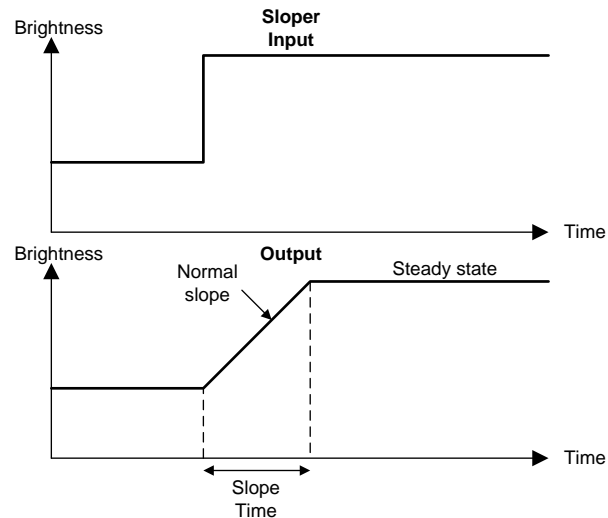 Sloper
Input
Brightness
Time
Brightness
Output
Normal
slope
Steady state
Time
Slope
Time